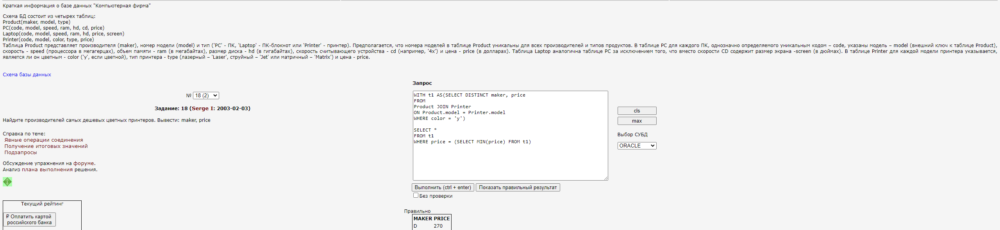 Краткая информация о базе данных "Компьютерная фирма"
Схема БД состоит из четырех таблиц:
Product(maker, model, type)
PC(code, model, speed, ram, hd, cd, price)
Laptop(code, model, speed, ram, hd, price, screen)
Printer(code, model, color, type, price)
Таблица Product представляет производителя (maker), номер модели (model) и тип ('PC' - ПК, 'Laptop' - ПК-блокнот или 'Printer' - принтер). Предполагается, что номера моделей в таблице Product уникальны для всех производителей и типов продуктов. В таблице PC для каждого ПК, однозначно определяемого уникальным кодом – code, указаны модель – model (внешний ключ к таблице Product),
скорость - speed (процессора в мегагерцах), объем памяти - ram (в мегабайтах), размер диска - hd (в гигабайтах), скорость считывающего устройства - cd (например, '4x') и цена - price (в долларах). Таблица Laptop аналогична таблице РС за исключением того, что вместо скорости CD содержит размер экрана -screen (в дюймах). В таблице Printer для каждой модели принтера указывается,
является ли он цветным - color ('y', если цветной), тип принтера - type (лазерный – 'Laser', струйный – 'Jet' или матричный – 'Matrix') и цена - price.
Схема базы данных
№ 18 (2)
Задание: 18 (Serge I: 2003-02-03)
Найдите производителей самых дешевых цветных принтеров. Вывести: maker, price
Справка по теме:
Явные операции соединения
Получение итоговых значений
Подзапросы
Обсуждение упражнения на форуме.
Анализ плана выполнения решения.
Текущий рейтинг
₽ Оплатить картой
российского банка
Запрос
WITH t1 AS(SELECT DISTINCT maker, price
FROM
Product JOIN Printer
ON Product.model = Printer.model
WHERE color = 'y')
SELECT *
FROM t1
WHERE price = (SELECT MIN(price) FROM t1)
cls
max
Выбор СУБД
ORACLE
Выполнить (ctrl + enter) Показать правильный результат
Без проверки
Правильно
MAKER PRICE
D 270